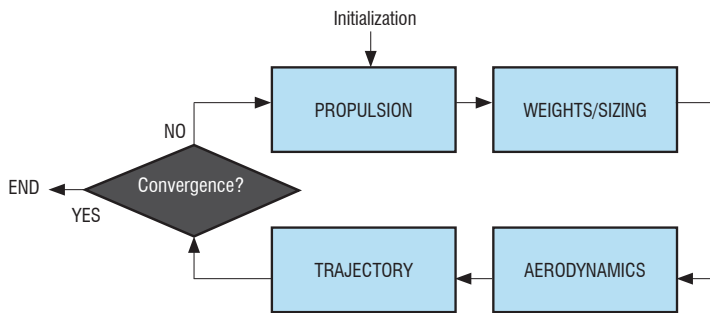 Initialization
PROPULSION
WEIGHTS/SIZING
NO
Convergence?
END
YES
TRAJECTORY
AERODYNAMICS